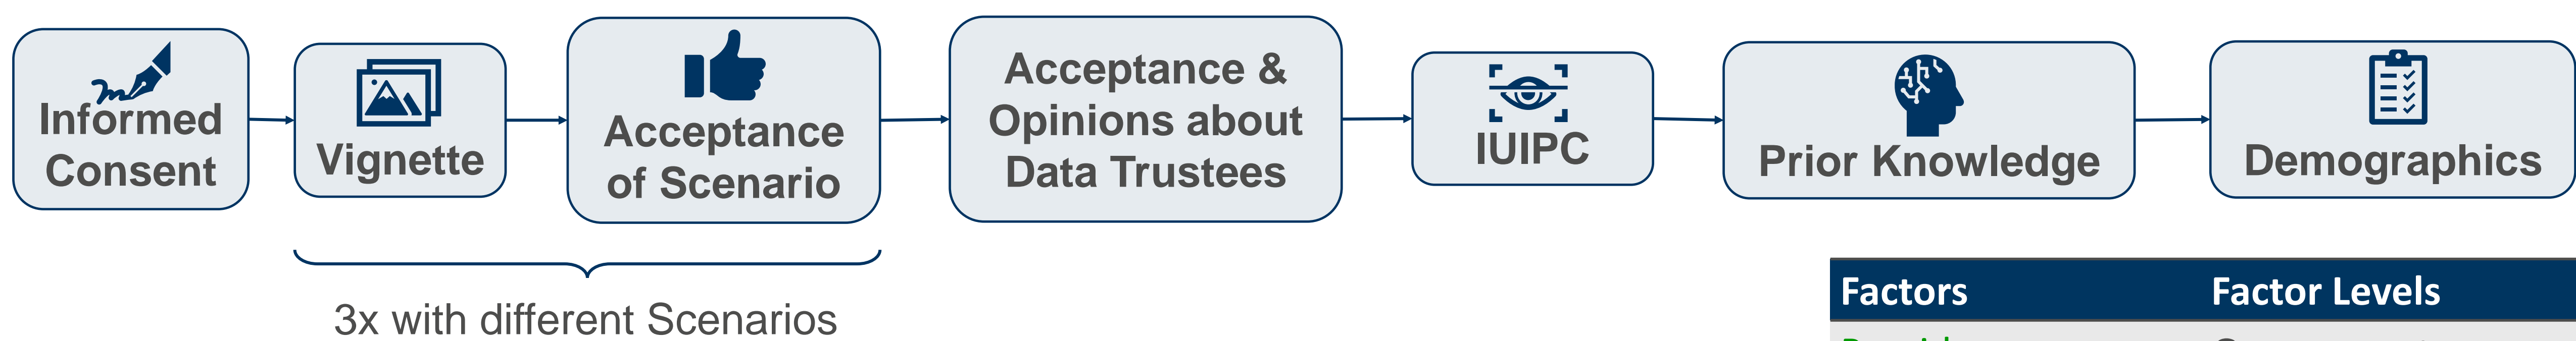 Informed
Consent
Vignette
Acceptance
of Scenario
Acceptance &
Opinions about
Data Trustees
IUIPC
Prior Knowledge
Demographics
3x with different Scenarios
Factors Factor Levels